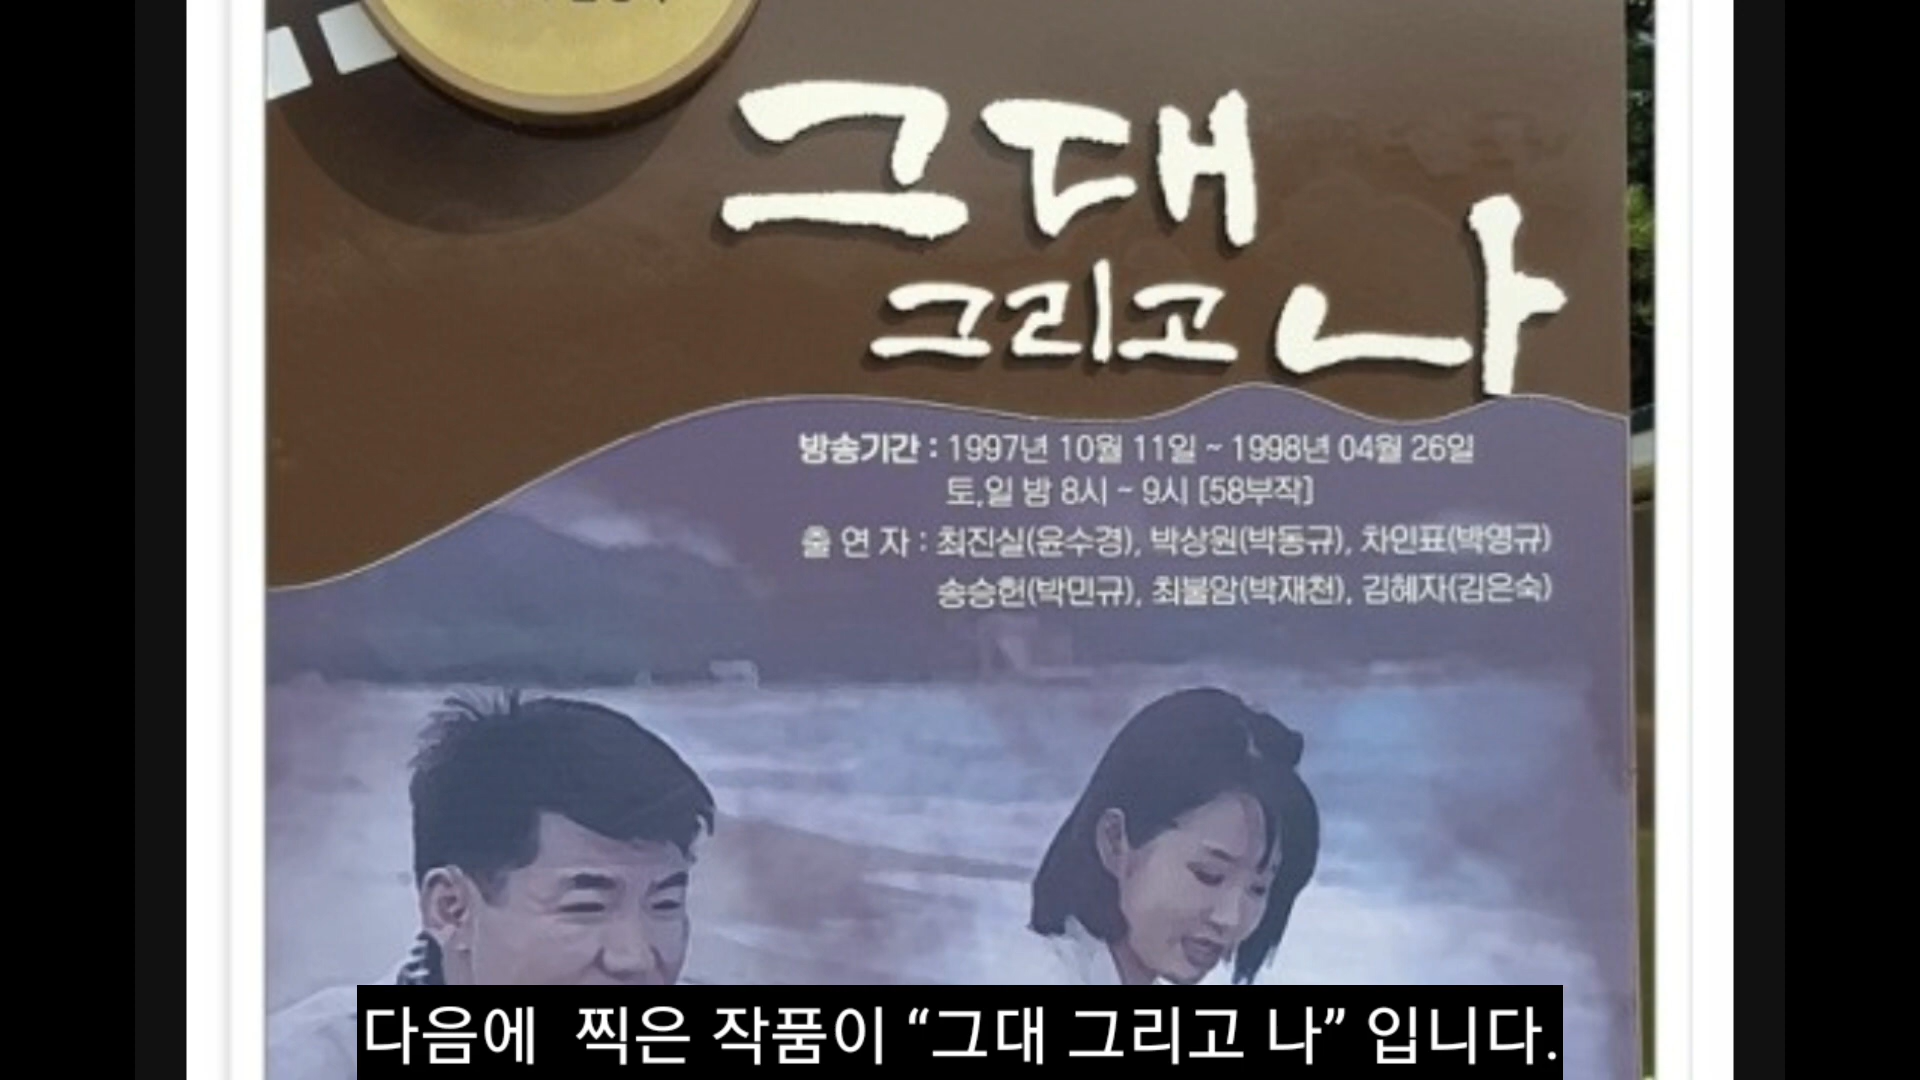 그대
그리고 나
방송기간 : 1997년 10월 11일 ~ 1998년 04월 26일
토,일 밤 8시 ~ 9시 [58부작]
출 연 자 : 최진실(윤수경), 박상원(박동규), 차인표(박영규)
송승헌(박민규), 최불암(박재천), 김혜자(김은숙)
다음에 찍은 작품이 “그대 그리고 나” 입니다.